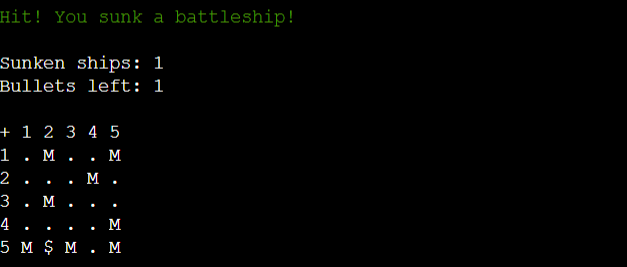 Hit! You sunk a battleship!
Sunken ships: 1
Bullets left: 1
+ 1 2 3 4 5
1 . M . . M
2 . . . M .
3 . M . . .
4 . . . . M
5 M $ M . M